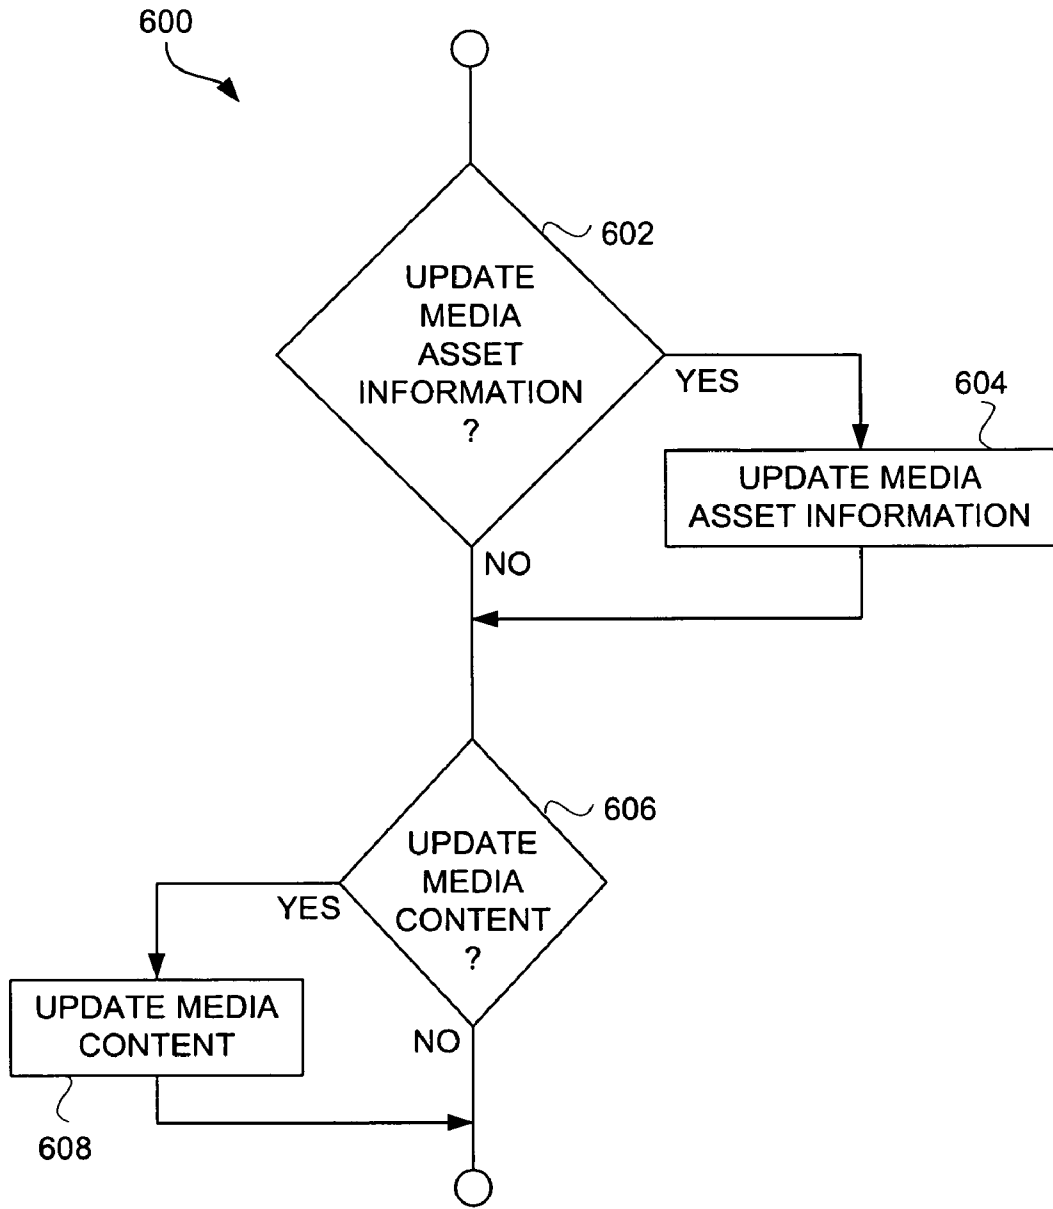 600
602
UPDATE
MEDIA
ASSET
INFORMATION
?
YES
604
UPDATE MEDIA
ASSET INFORMATION
NO
606
UPDATE
MEDIA
CONTENT
?
YES
UPDATE MEDIA
CONTENT
NO
608